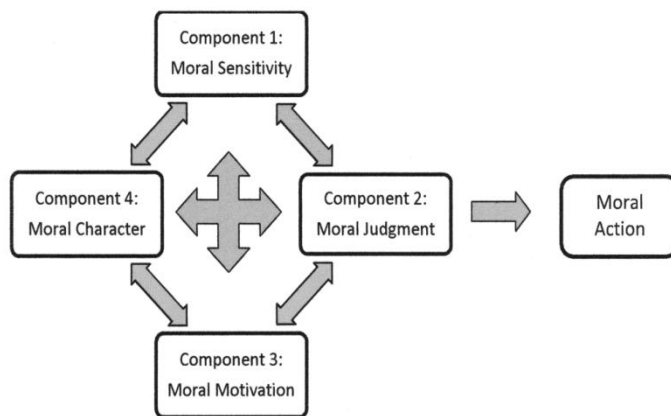 Component 1:
Moral Sensitivity
Component 4:
Moral Character
Component 2:
Moral Judgment
Moral
Action
Component 3:
Moral Motivation